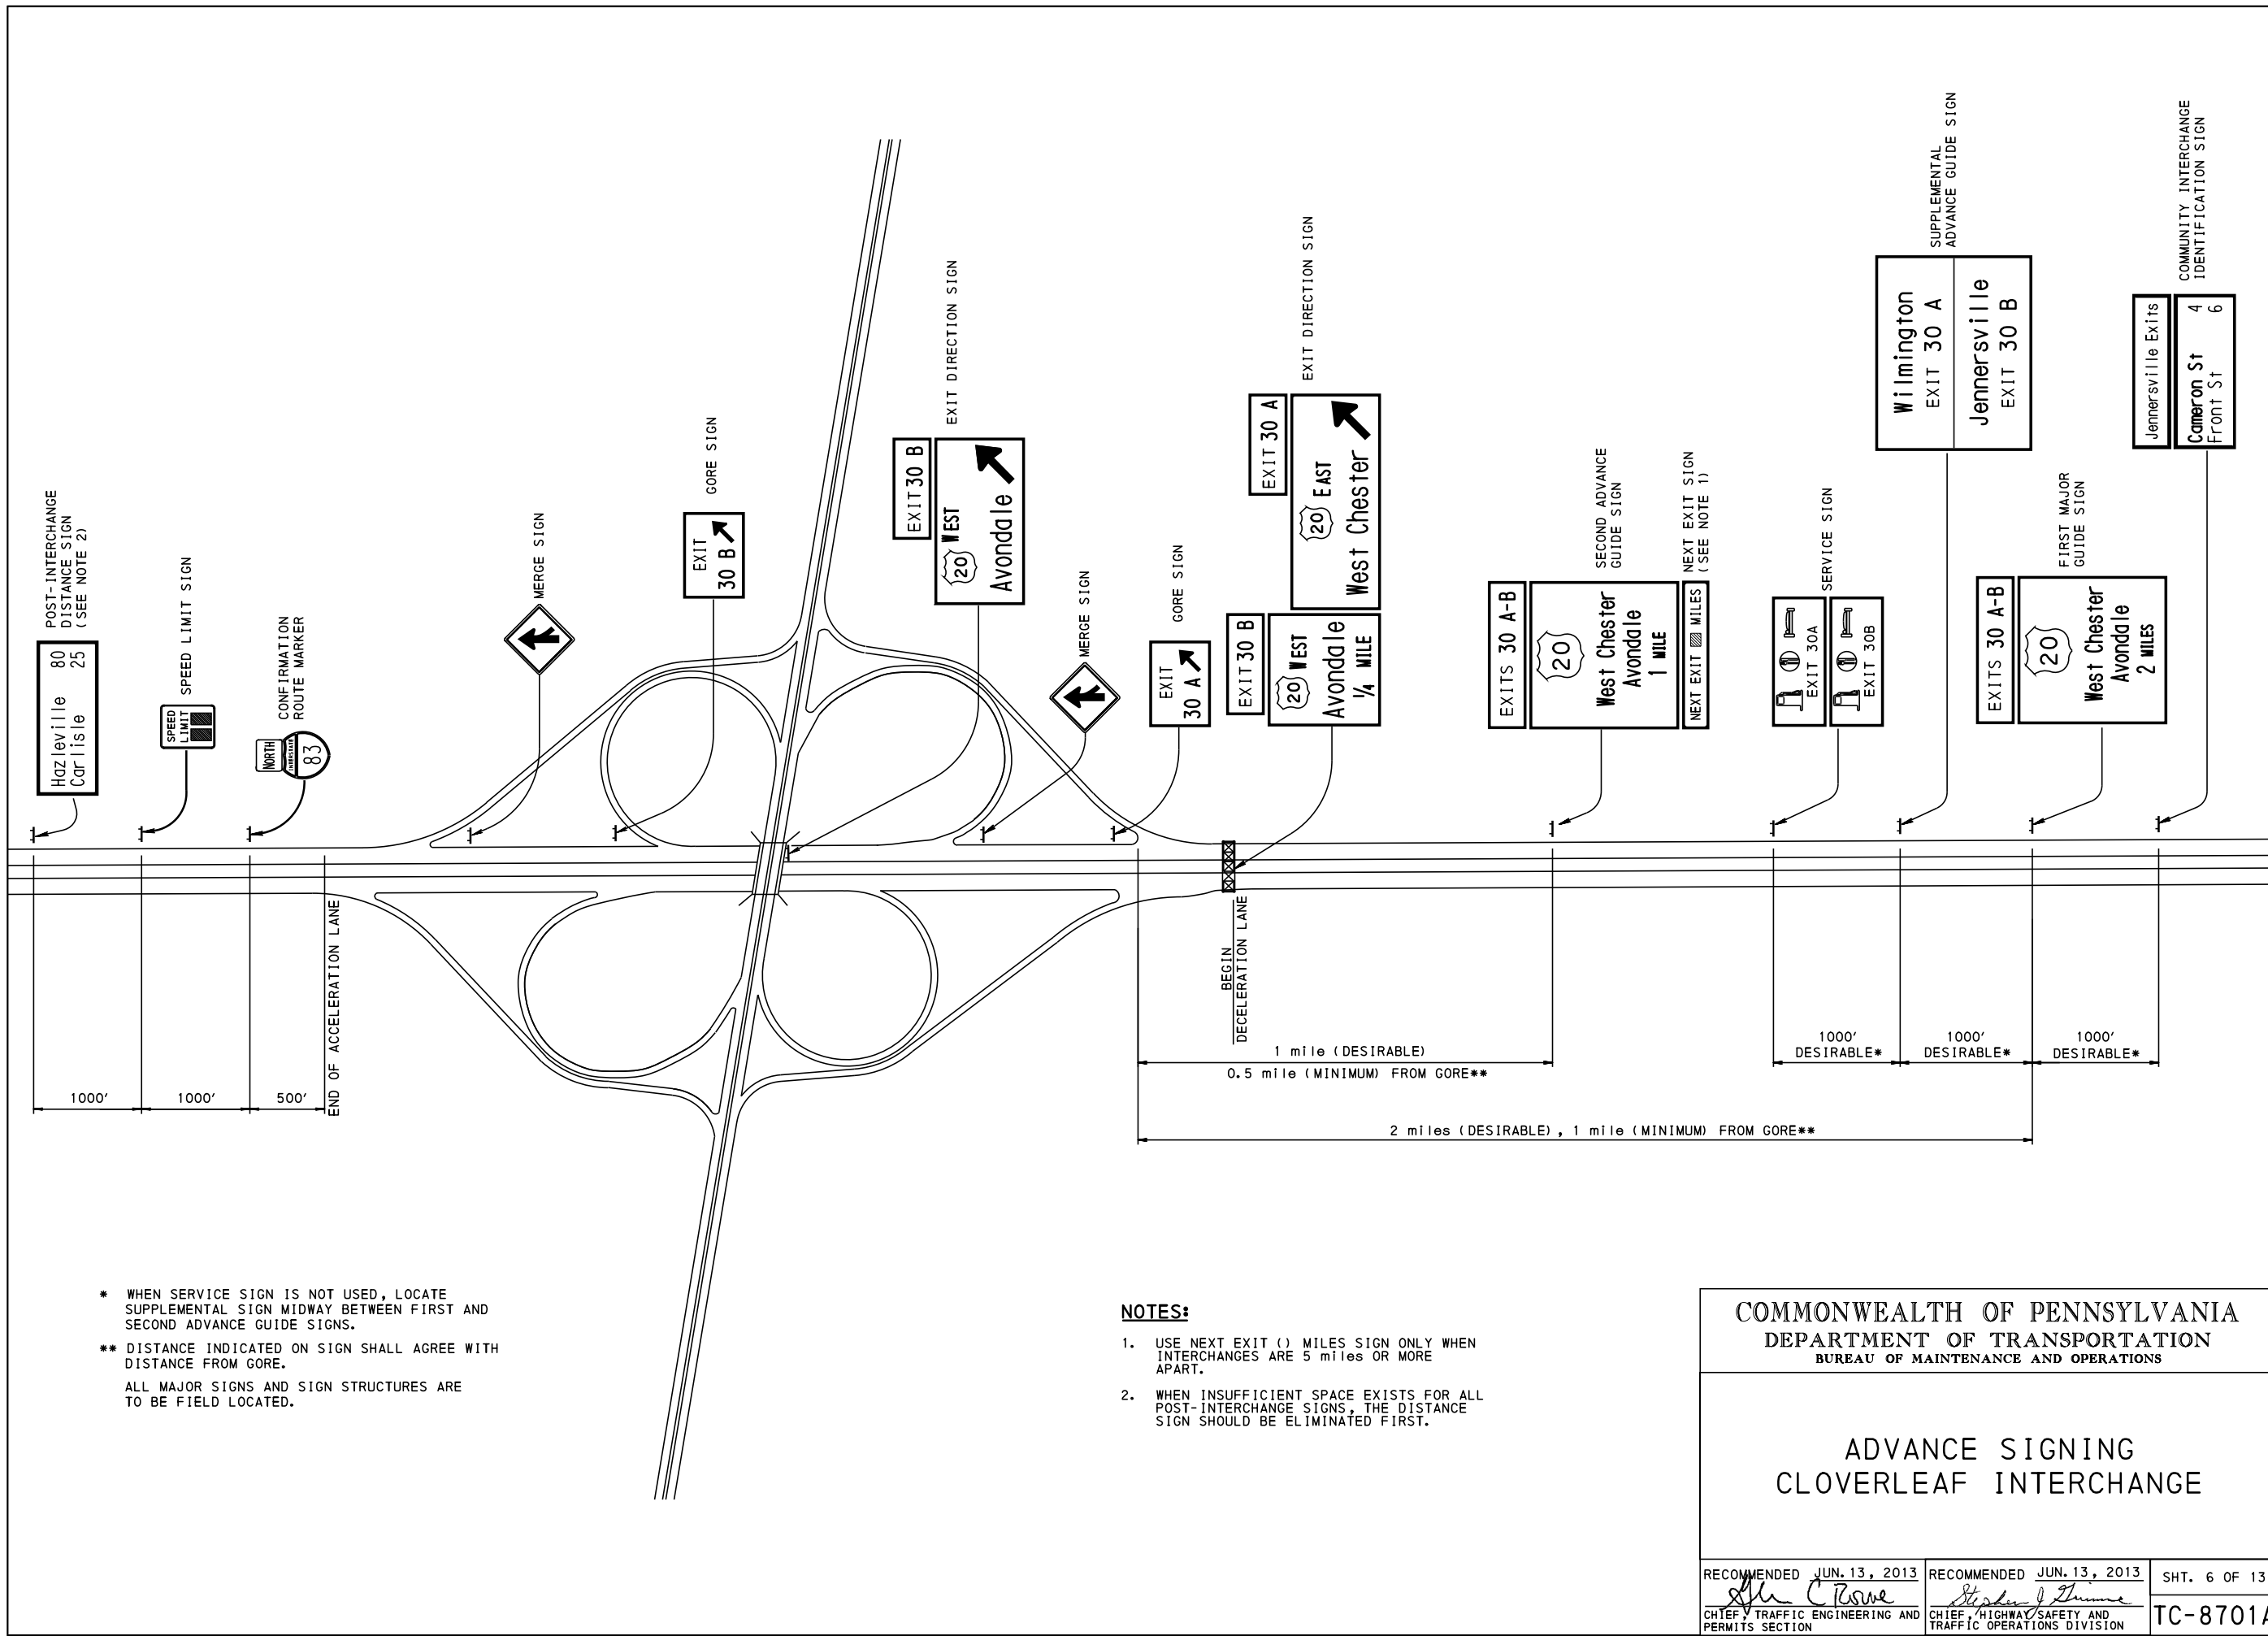 POST-INTERCHANGE
DISTANCE SIGN
(SEE NOTE 2)
Hazleville 80
Carlisle 25
SPEED LIMIT SIGN
SPEED
LIMIT
CONFIRMATION
ROUTE MARKER
NORTH
INTERSTATE
83
MERGE SIGN
GORE SIGN
EXIT
30 B
EXIT DIRECTION SIGN
EXIT 30 B
20 WEST
Avondale
MERGE SIGN
GORE SIGN
EXIT
30 A
EXIT DIRECTION SIGN
EXIT 30 A
20 EAST
West Chester
EXIT 30 B
20 WEST
Avondale
1/4 MILE
SECOND ADVANCE
GUIDE SIGN
EXITS 30 A-B
20
West Chester
Avondale
1 MILE
NEXT EXIT SIGN
(SEE NOTE 1)
NEXT EXIT MILES
SERVICE SIGN
EXIT 30A
EXIT 30B
SUPPLEMENTAL
ADVANCE GUIDE SIGN
Wilmington
EXIT 30 A
Jennersville
EXIT 30 B
FIRST MAJOR
GUIDE SIGN
EXITS 30 A-B
20
West Chester
Avondale
2 MILES
COMMUNITY INTERCHANGE
IDENTIFICATION SIGN
Jennersville Exits
Cameron St 4
Front St 6
1000'
1000'
500'
END OF ACCELERATION LANE
BEGIN
DECELERATION LANE
1 mile (DESIRABLE)
0.5 mile (MINIMUM) FROM GORE**
1000'
DESIRABLE*
1000'
DESIRABLE*
1000'
DESIRABLE*
2 miles (DESIRABLE), 1 mile (MINIMUM) FROM GORE**
* WHEN SERVICE SIGN IS NOT USED, LOCATE
SUPPLEMENTAL SIGN MIDWAY BETWEEN FIRST AND
SECOND ADVANCE GUIDE SIGNS.
** DISTANCE INDICATED ON SIGN SHALL AGREE WITH
DISTANCE FROM GORE.
ALL MAJOR SIGNS AND SIGN STRUCTURES ARE
TO BE FIELD LOCATED.
NOTES:
1. USE NEXT EXIT () MILES SIGN ONLY WHEN
INTERCHANGES ARE 5 miles OR MORE
APART.
2. WHEN INSUFFICIENT SPACE EXISTS FOR ALL
POST-INTERCHANGE SIGNS, THE DISTANCE
SIGN SHOULD BE ELIMINATED FIRST.
COMMONWEALTH OF PENNSYLVANIA
DEPARTMENT OF TRANSPORTATION
BUREAU OF MAINTENANCE AND OPERATIONS
ADVANCE SIGNING
CLOVERLEAF INTERCHANGE
RECOMMENDED JUN. 13, 2013
C Rowe
CHIEF, TRAFFIC ENGINEERING AND
PERMITS SECTION
RECOMMENDED JUN. 13, 2013
Stephen J
CHIEF, HIGHWAY SAFETY AND
TRAFFIC OPERATIONS DIVISION
SHT. 6 OF 13
TC-8701A